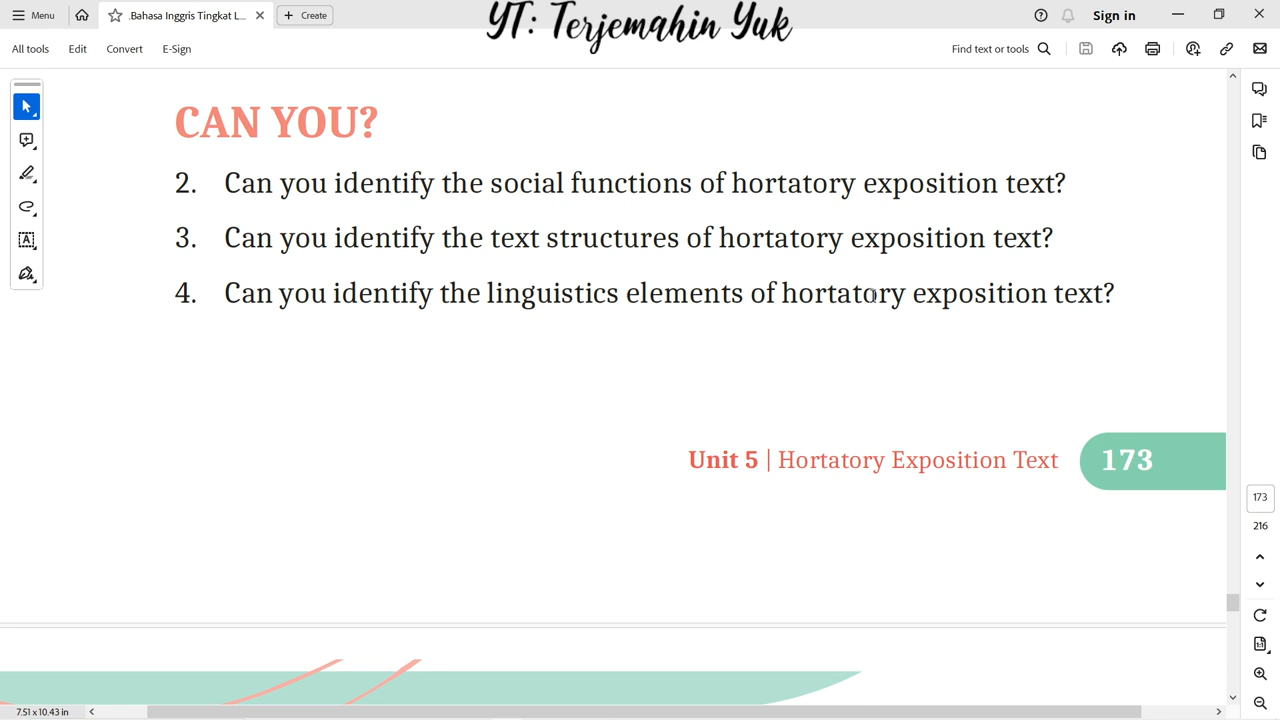 Menu
.Bahasa Inggris Tingkat L...
Create
YT: Terjemahin Yuk
Sign in
All tools
Edit
Convert
E-Sign
Find text or tools
CAN YOU?
2. Can you identify the social functions of hortatory exposition text?
3. Can you identify the text structures of hortatory exposition text?
4. Can you identify the linguistics elements of hortatory exposition text?
Unit 5 | Hortatory Exposition Text 173
173
216
7.51 x 10.43 in